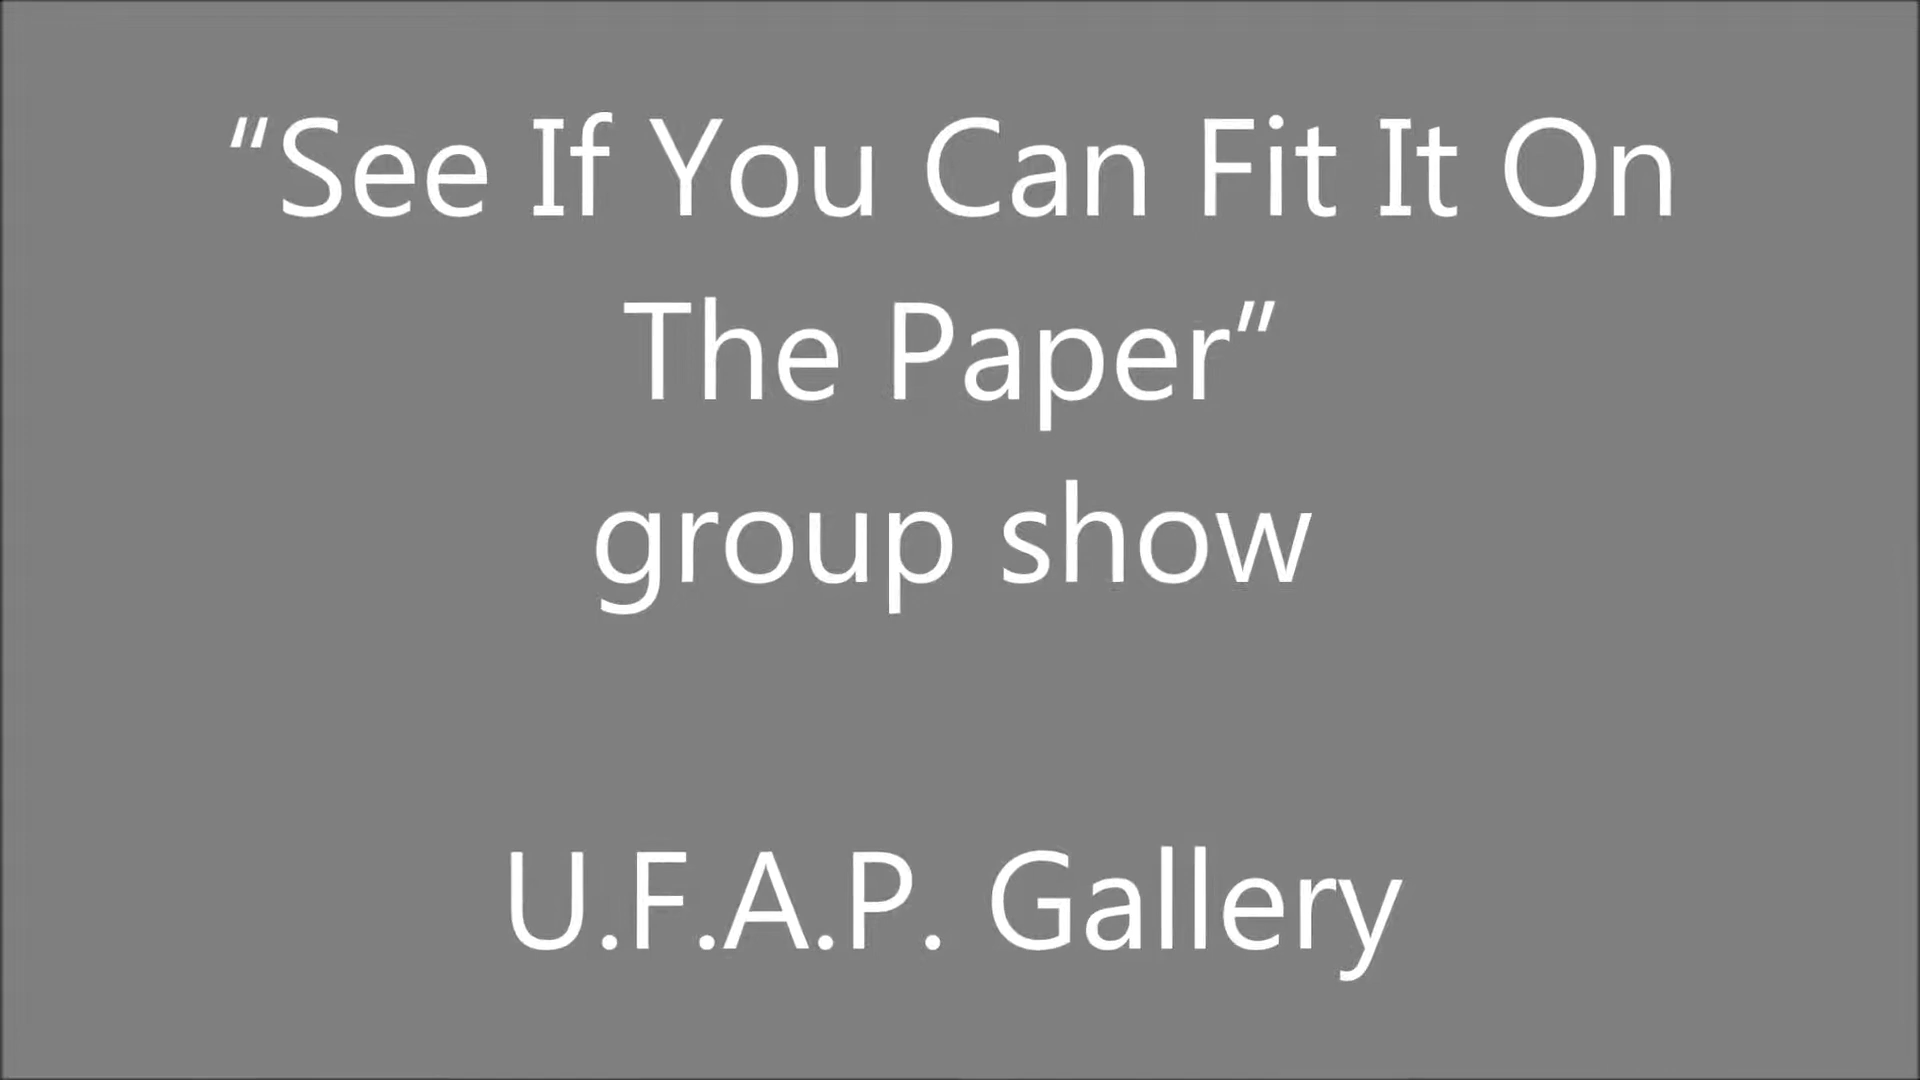 “See If You Can Fit It On
The Paper”
group show
U.F.A.P. Gallery